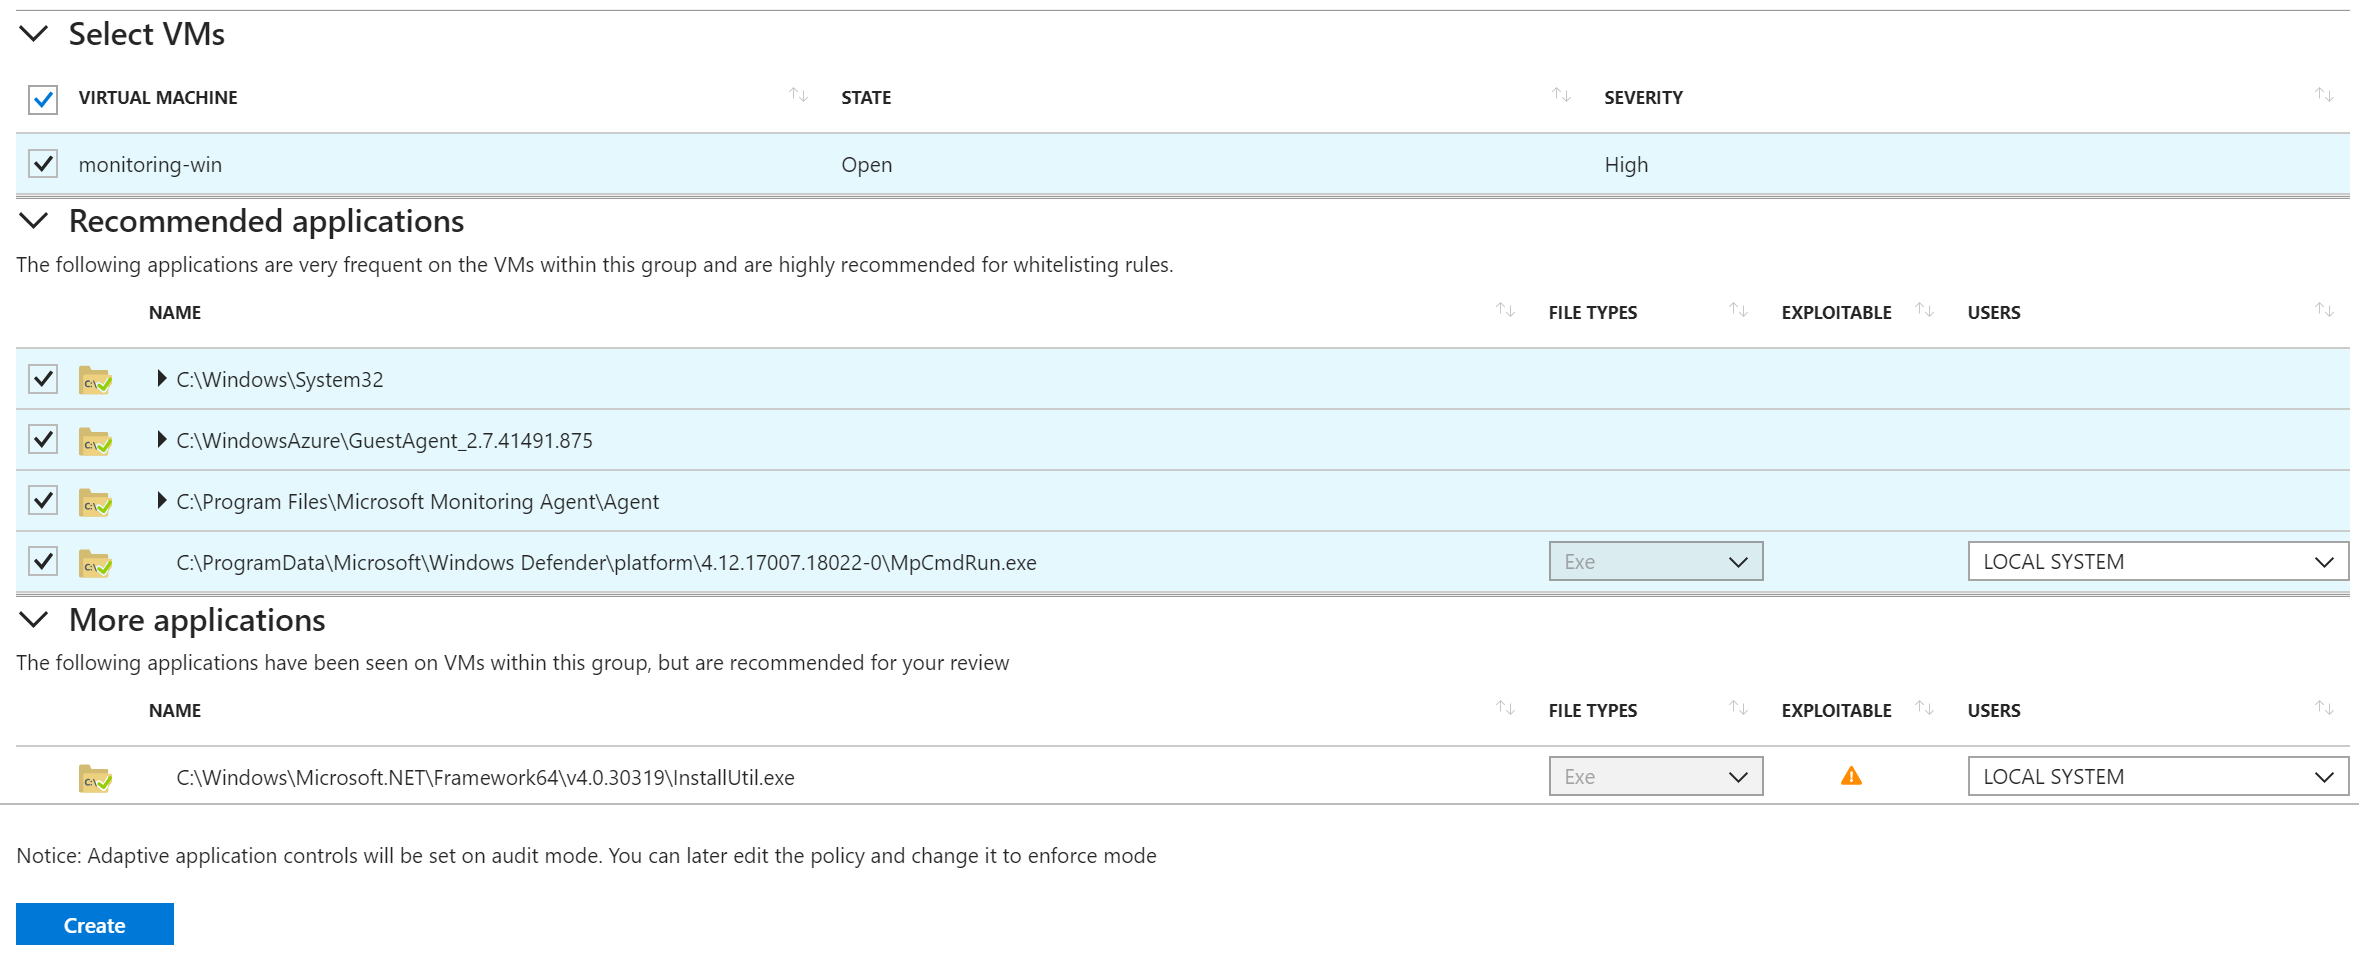 Select VMs
VIRTUAL MACHINE STATE SEVERITY
monitoring-win Open High
Recommended applications
The following applications are very frequent on the VMs within this group and are highly recommended for whitelisting rules.
NAME FILE TYPES EXPLOITABLE USERS
C:\ C:\Windows\System32
C:\ C:\WindowsAzure\GuestAgent_2.7.41491.875
C:\ C:\Program Files\Microsoft Monitoring Agent\Agent
C:\ C:\ProgramData\Microsoft\Windows Defender\platform\4.12.17007.18022-0\MpCmdRun.exe Exe LOCAL SYSTEM
More applications
The following applications have been seen on VMs within this group, but are recommended for your review
NAME FILE TYPES EXPLOITABLE USERS
C:\ C:\Windows\Microsoft.NET\Framework64\v4.0.30319\InstallUtil.exe Exe LOCAL SYSTEM
Notice: Adaptive application controls will be set on audit mode. You can later edit the policy and change it to enforce mode
Create